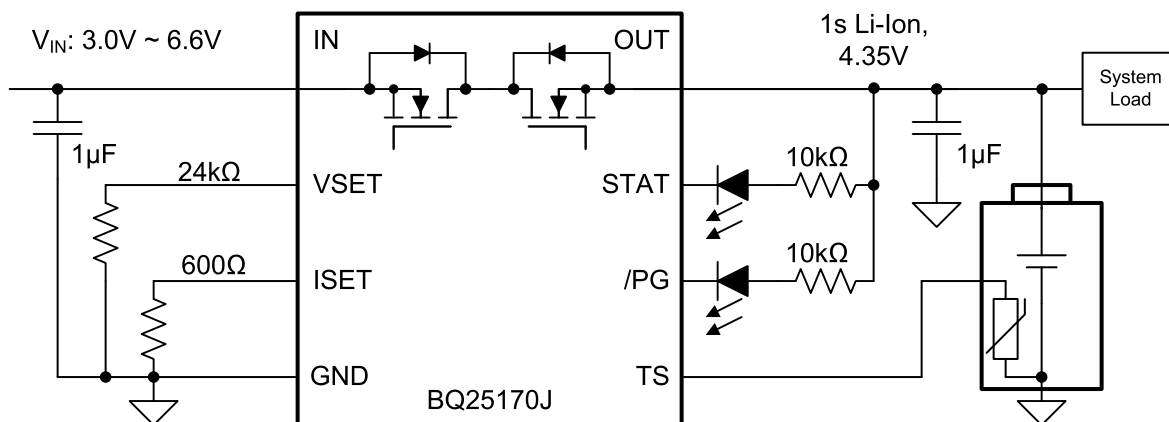 V_IN: 3.0V ~ 6.6V
IN
OUT
1s Li-Ion,
4.35V
System
Load
1µF
24kΩ
VSET
STAT
10kΩ
1µF
600Ω
ISET
/PG
10kΩ
GND
TS
BQ25170J